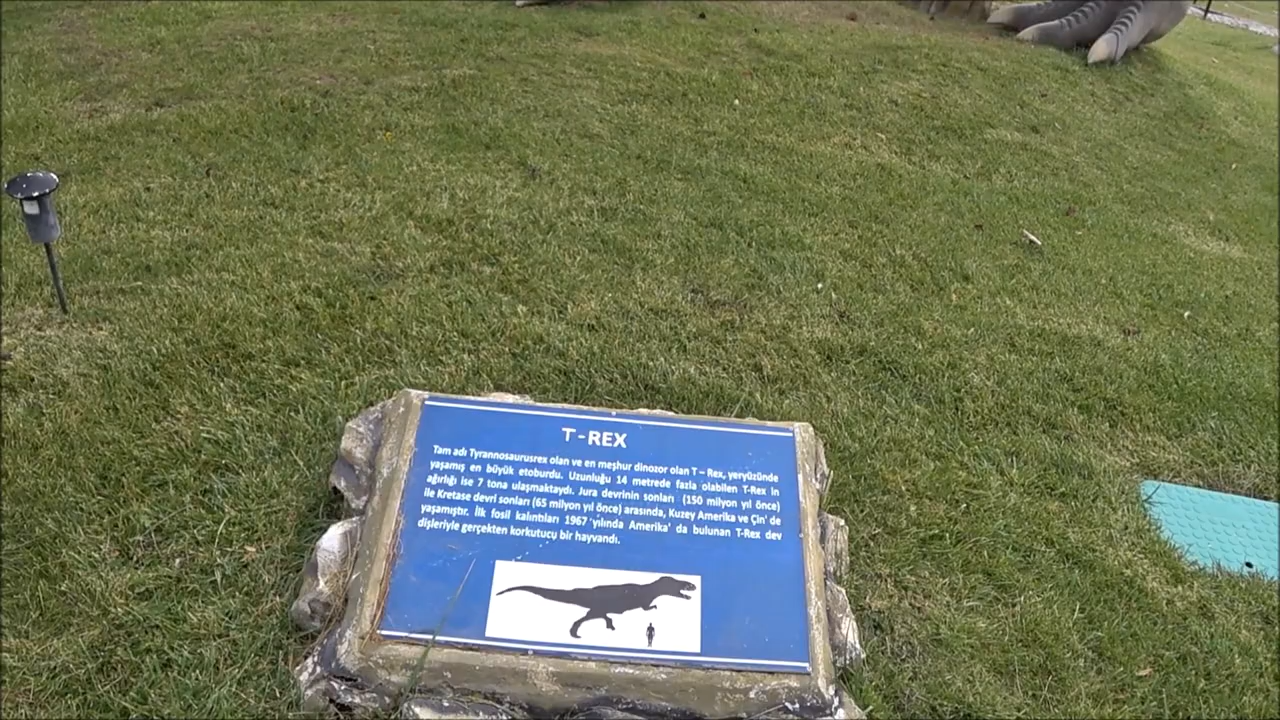 T-REX
Tam adı Tyrannosaurusrex olan ve en meşhur dinozor olan T – Rex, yeryüzünde
yaşamış en büyük etoburdu. Uzunluğu 14 metrede fazla olabilen T-Rex in
ağırlığı ise 7 tona ulaşmaktaydı. Jura devrinin sonları (150 milyon yıl önce)
ile Kretase devri sonları (65 milyon yıl önce) arasında, Kuzey Amerika ve Çin' de
yaşamıştır. İlk fosil kalıntıları 1967 yılında Amerika' da bulunan T-Rex dev
dişleriyle gerçekten korkutucu bir hayvandı.